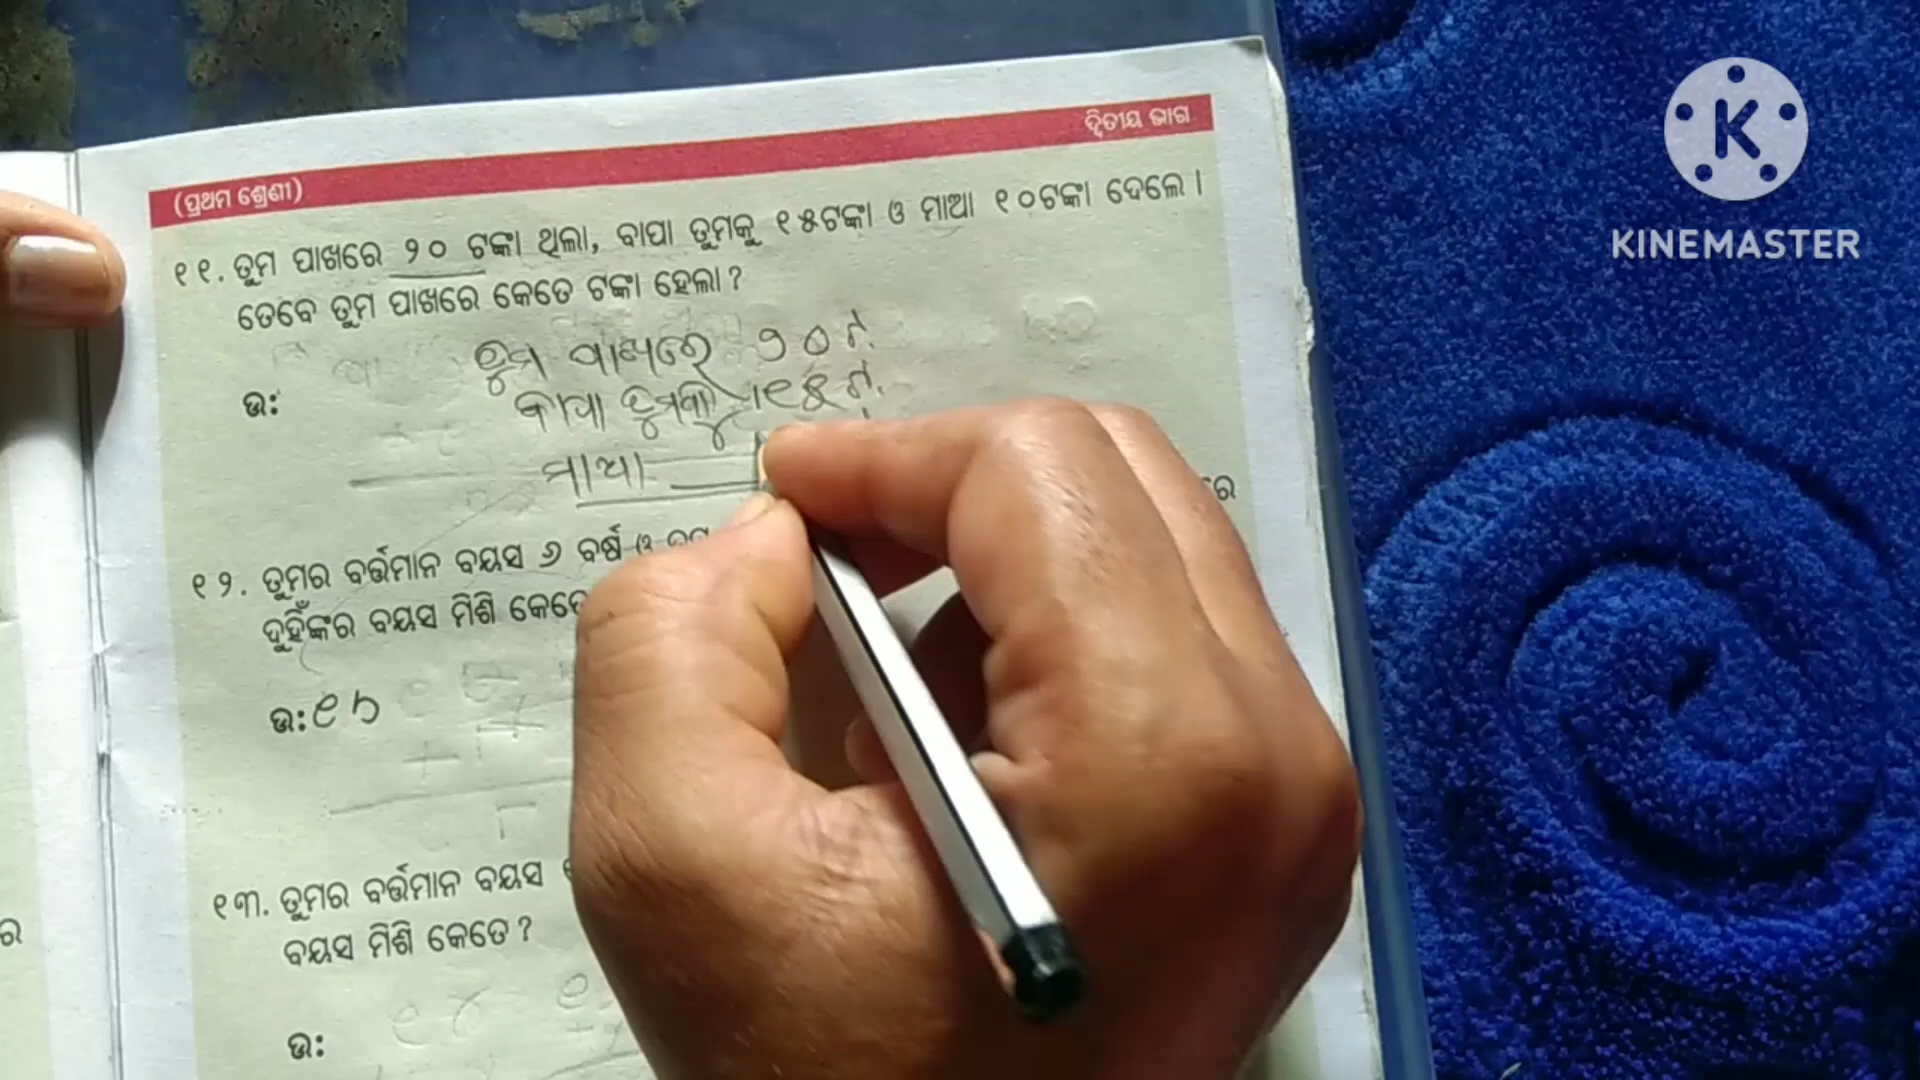 (ପ୍ରଥମ ଶ୍ରେଣୀ)
ଦ୍ୱିତୀୟ ଭାଗ
୧୧. ତୁମ ପାଖରେ ୨୦ ଟଙ୍କା ଥିଲା, ବାପା ତୁମକୁ ୧୫ଟଙ୍କା ଓ ମାଆ ୧୦ଟଙ୍କା ଦେଲେ ।
ତେବେ ତୁମ ପାଖରେ କେତେ ଟଙ୍କା ହେଲା ?
ତୁମ ପାଖରେ ୨୦ ଟ.
ଉ:
ବାପା ତୁମକୁ ୧୫ ଟ.
ମାଆ
ରେ
୧୨. ତୁମର ବର୍ତ୍ତମାନ ବୟସ ୬ ବର୍ଷ ଓ
ଦୁହିଁଙ୍କର ବୟସ ମିଶି କେତେ
ଉ: ୧୨
୧୩. ତୁମର ବର୍ତ୍ତମାନ ବୟସ
ବୟସ ମିଶି କେତେ ?
ଉ:
KINEMASTER